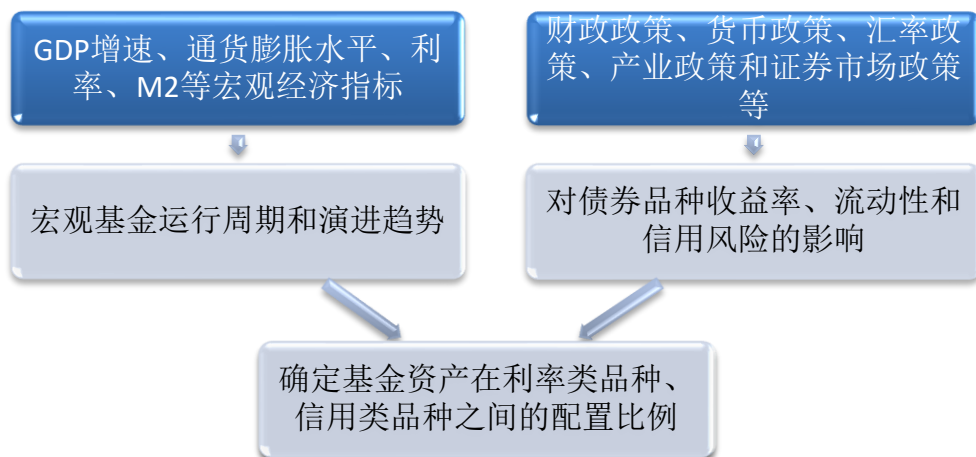 GDP增速、通货膨胀水平、利
率、M2等宏观经济指标
财政政策、货币政策、汇率政
策、产业政策和证券市场政策
等
宏观基金运行周期和演进趋势
对债券品种收益率、流动性和
信用风险的影响
确定基金资产在利率类品种、
信用类品种之间的配置比例